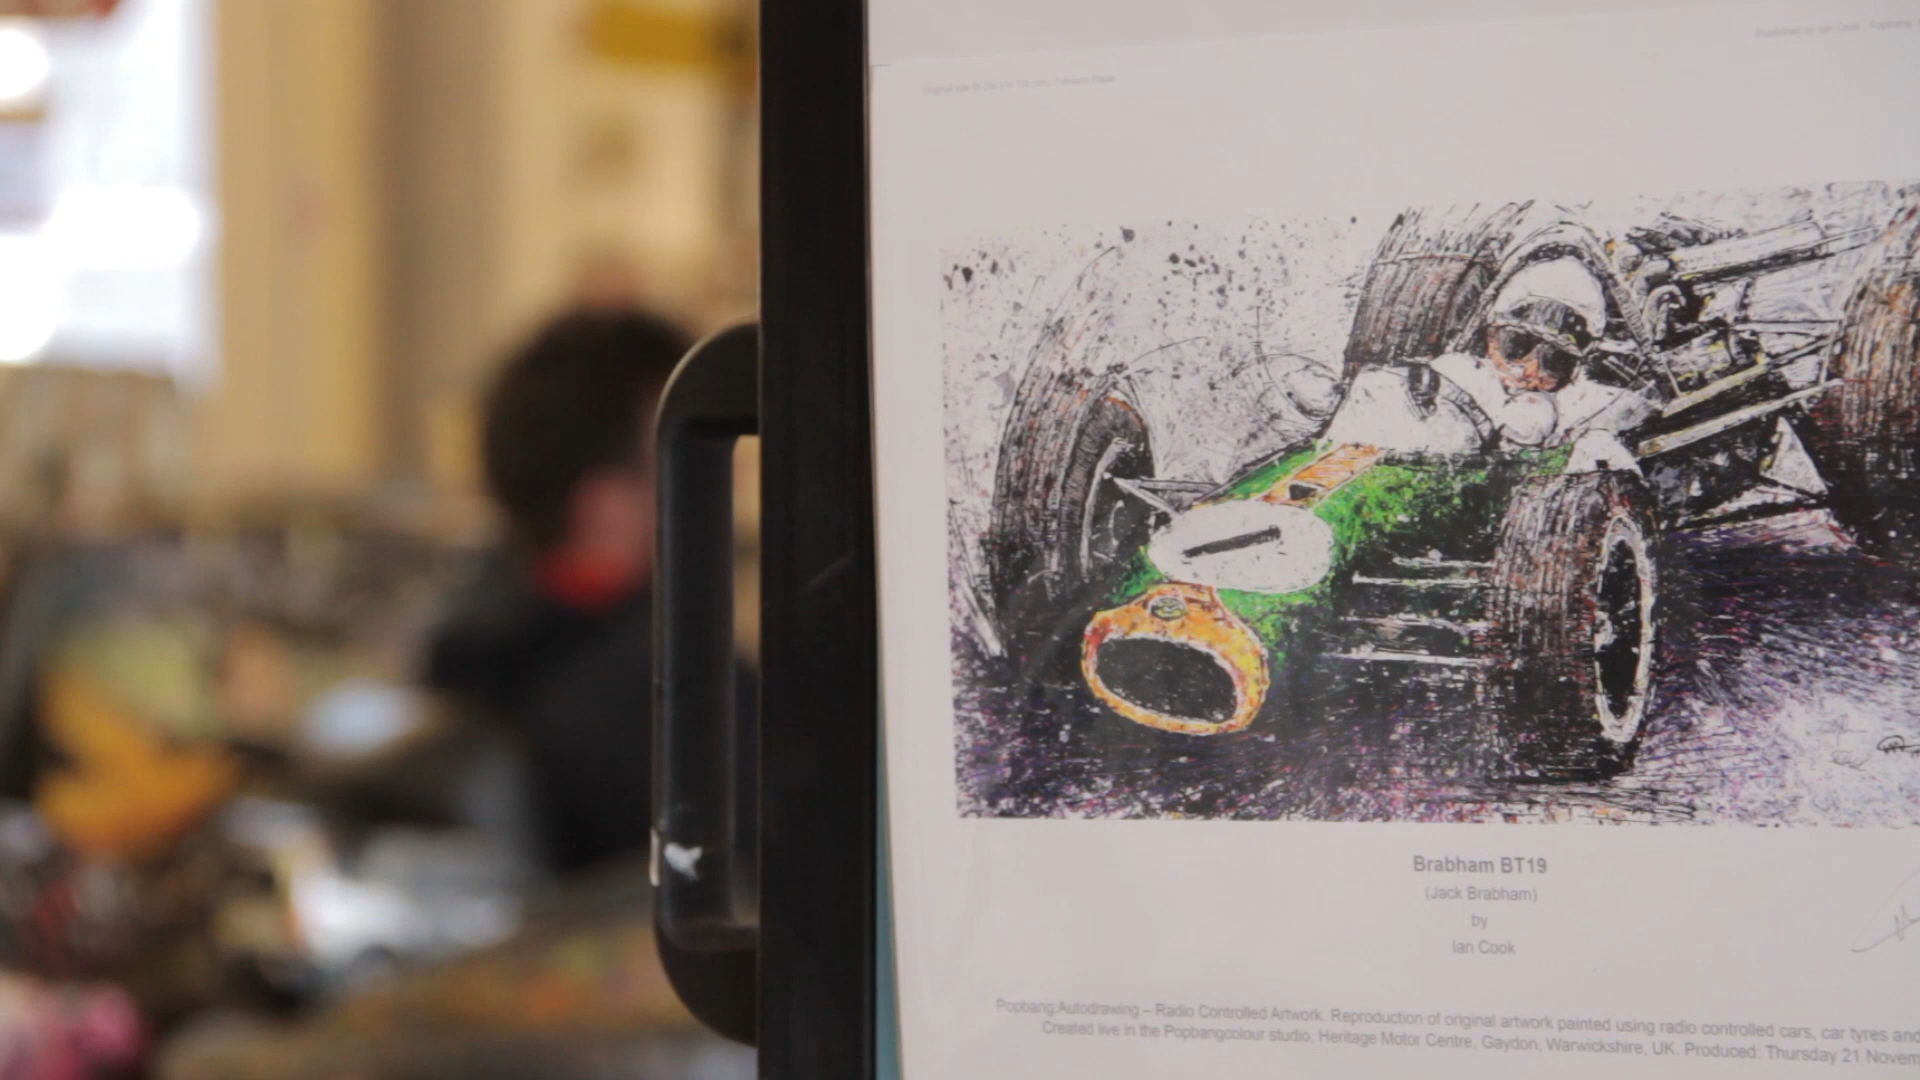 Brabham BT19
(Jack Brabham)
by
Ian Cook
Popbang Autodrawing – Radio Controlled Artwork. Reproduction of original artwork painted using radio controlled cars, car tyres and
Created live in the Popbangcolour studio, Heritage Motor Centre, Gaydon, Warwickshire, UK. Produced: Thursday 21 Novem